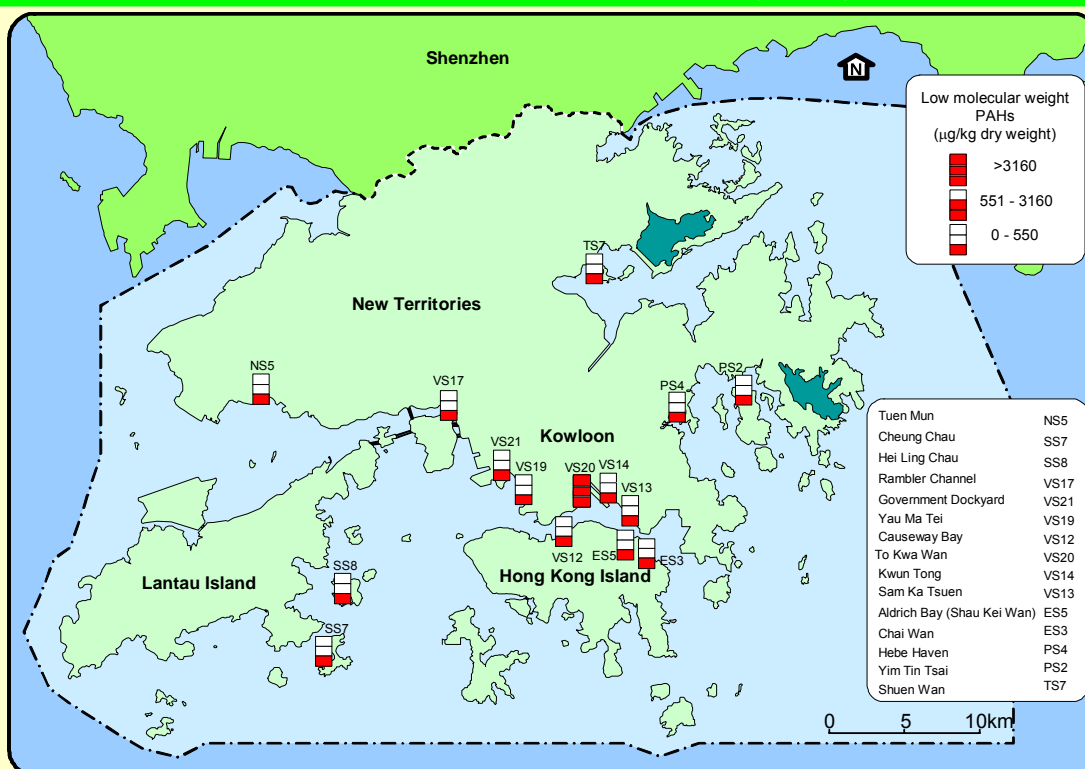 Shenzhen
N
Low molecular weight
PAHs
(µg/kg dry weight)
>3160
551 - 3160
0 - 550
TS7
New Territories
NS5
VS17
PS4
PS2
Kowloon
VS21
VS19
VS20
VS14
VS13
VS12
ES5
ES3
Hong Kong Island
Lantau Island
SS8
SS7
Tuen Mun NS5
Cheung Chau SS7
Hei Ling Chau SS8
Rambler Channel VS17
Government Dockyard VS21
Yau Ma Tei VS19
Causeway Bay VS12
To Kwa Wan VS20
Kwun Tong VS14
Sam Ka Tsuen VS13
Aldrich Bay (Shau Kei Wan) ES5
Chai Wan ES3
Hebe Haven PS4
Yim Tin Tsai PS2
Shuen Wan TS7
0 5 10km